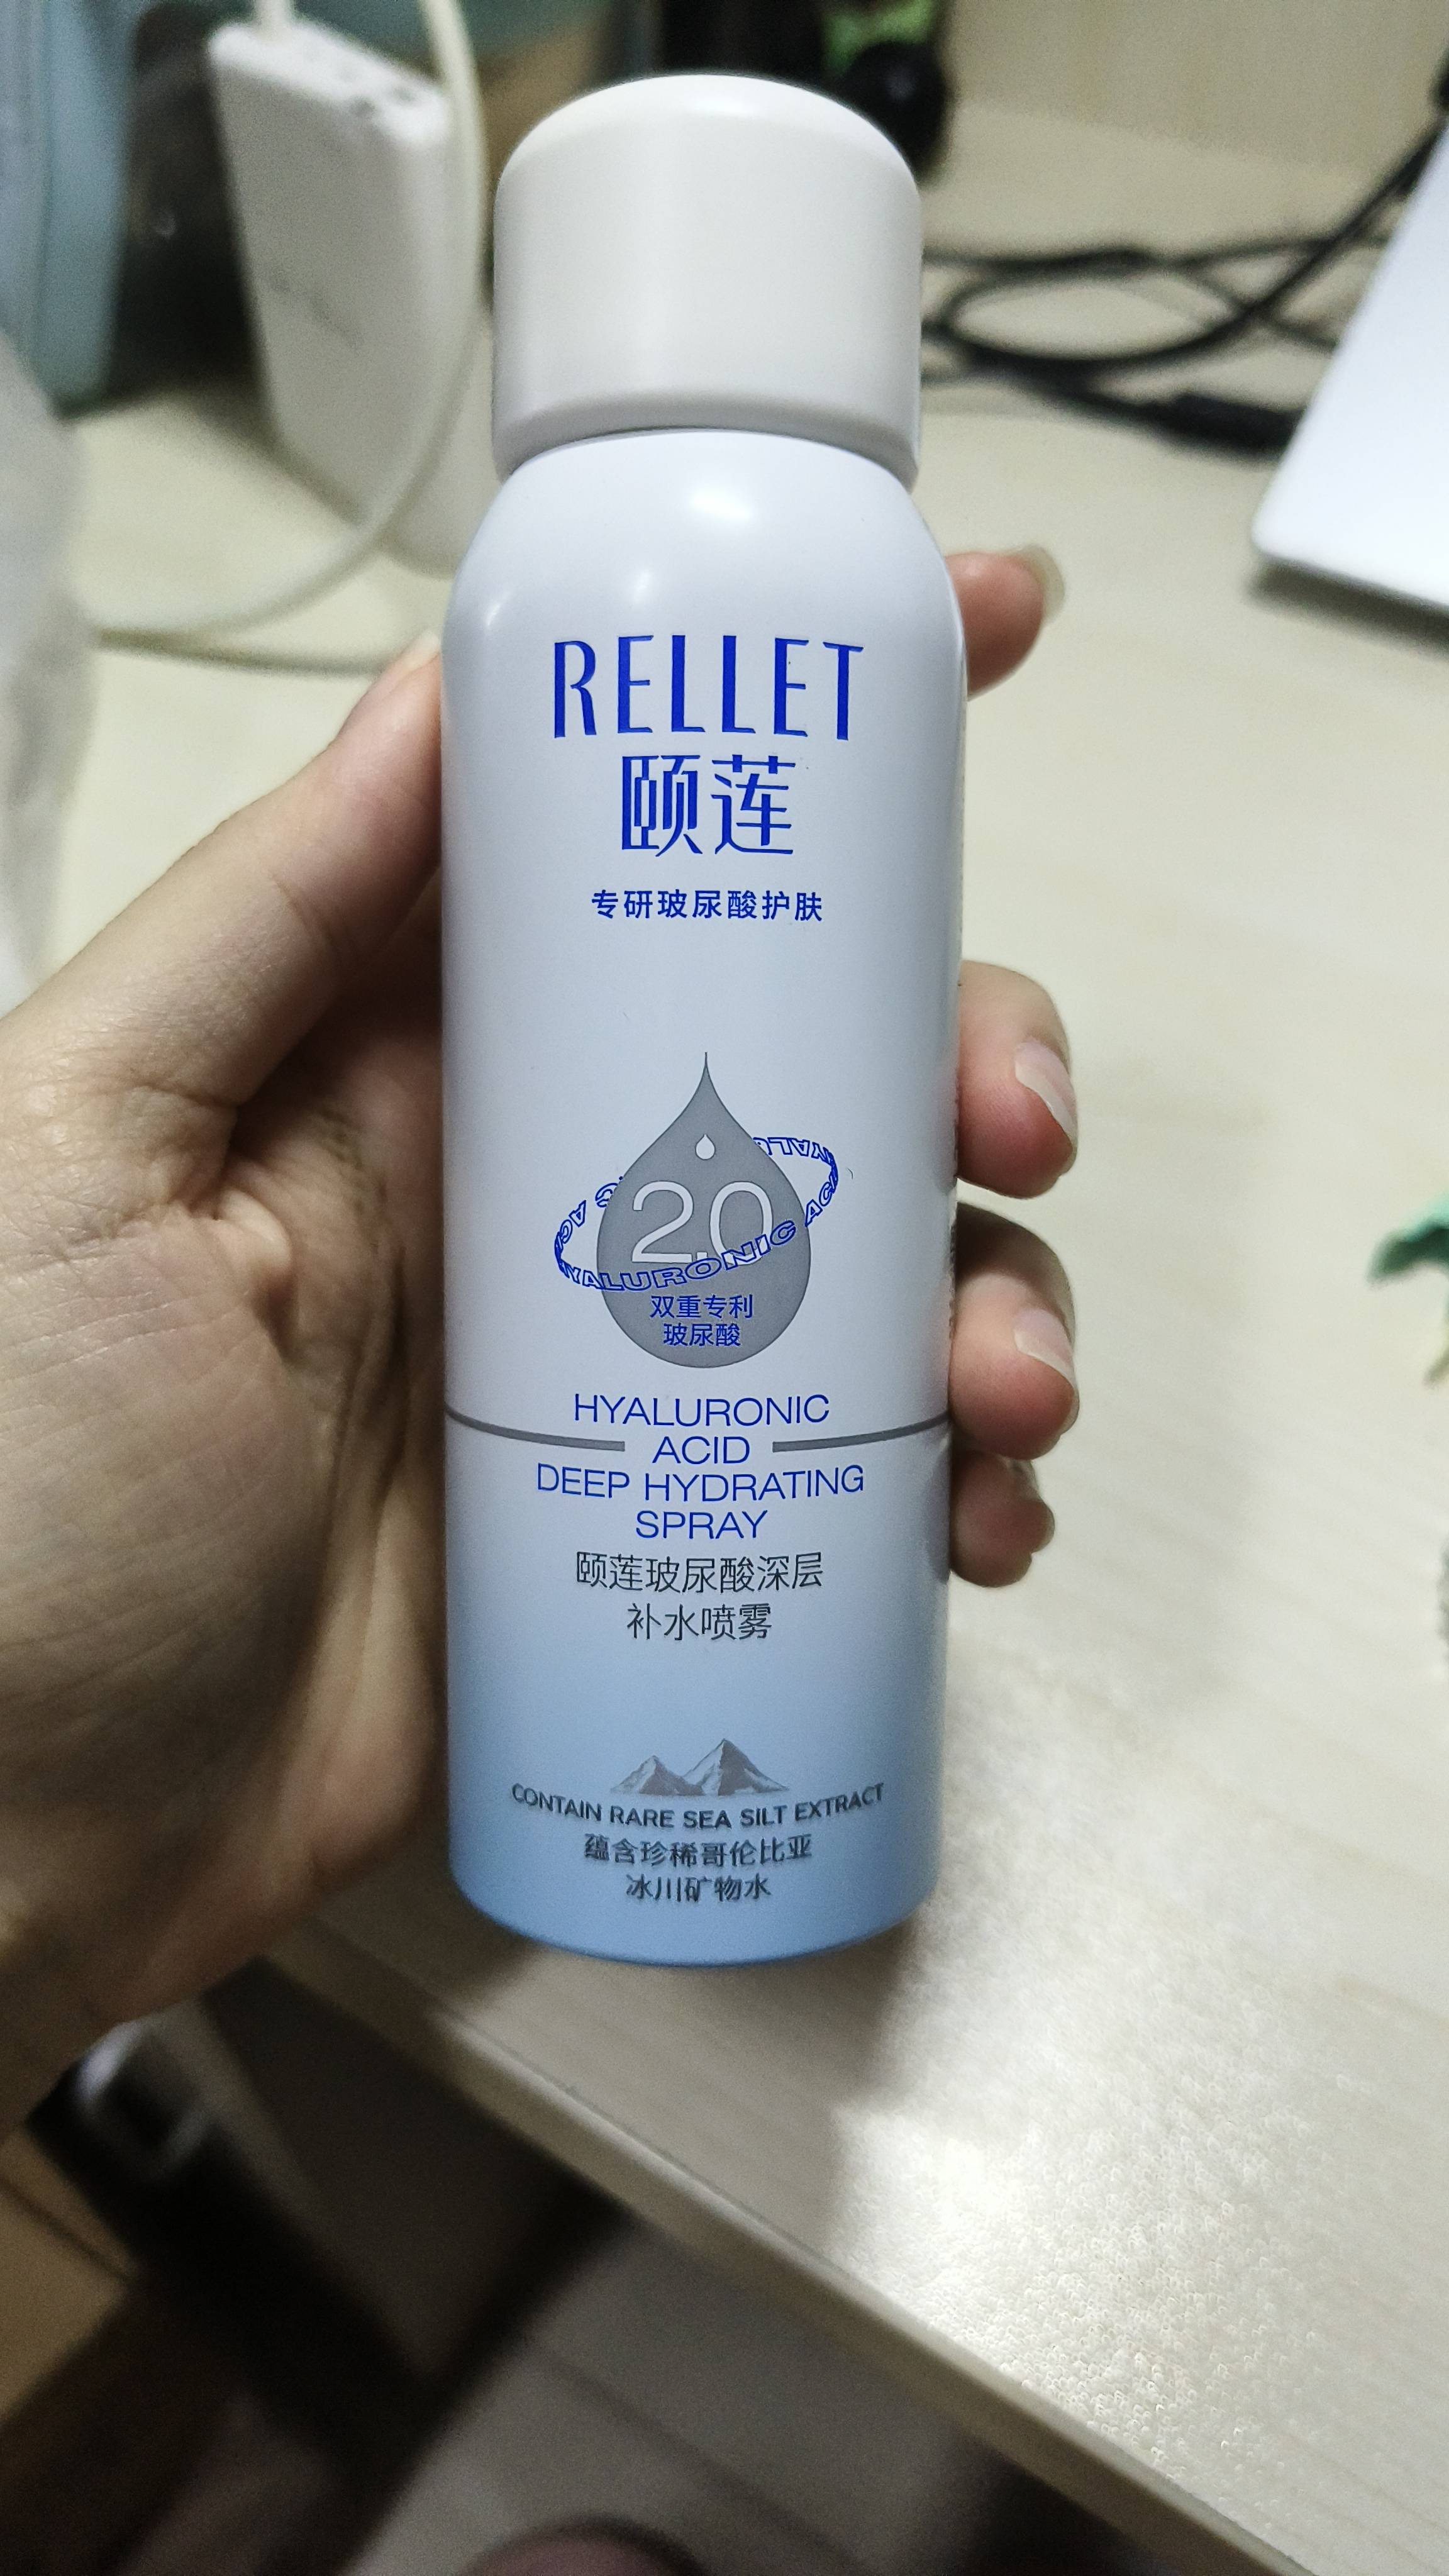 RELLET
颐莲
专研玻尿酸护肤
2.0
HYALURONIC ACID
双重专利
玻尿酸
HYALURONIC
ACID
DEEP HYDRATING
SPRAY
颐莲玻尿酸深层
补水喷雾
CONTAIN RARE SEA SILT EXTRACT
蕴含珍稀哥伦比亚
冰川矿物水